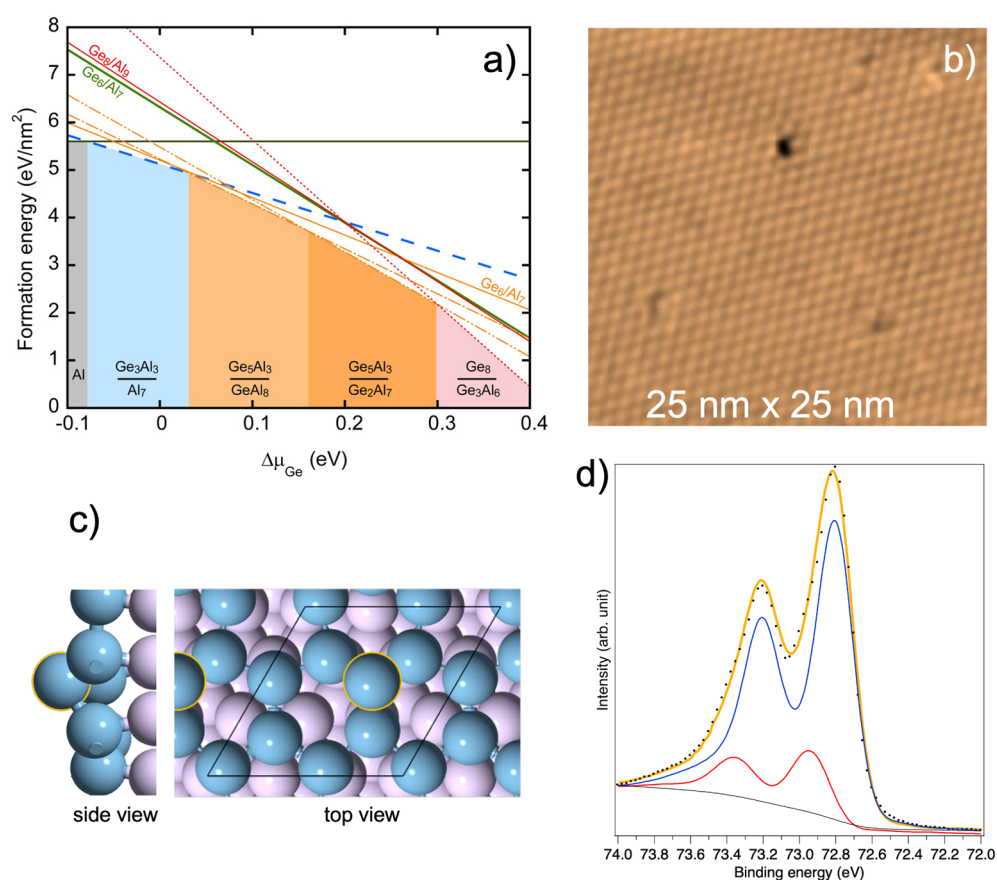 a)
8
7
6
5
4
3
2
1
0
Formation energy (eV/nm²)
Ge₈/Al₉
Ge₆/Al₇
Ge₆/Al₇
Al
Ge₃Al₃
Al₇
Ge₅Al₃
GeAl₈
Ge₅Al₃
Ge₂Al₇
Ge₈
Ge₃Al₆
-0.1 0 0.1 0.2 0.3 0.4
Δμ_Ge (eV)
b)
25 nm x 25 nm
c)
side view
top view
d)
Intensity (arb. unit)
74.0 73.8 73.6 73.4 73.2 73.0 72.8 72.6 72.4 72.2 72.0
Binding energy (eV)